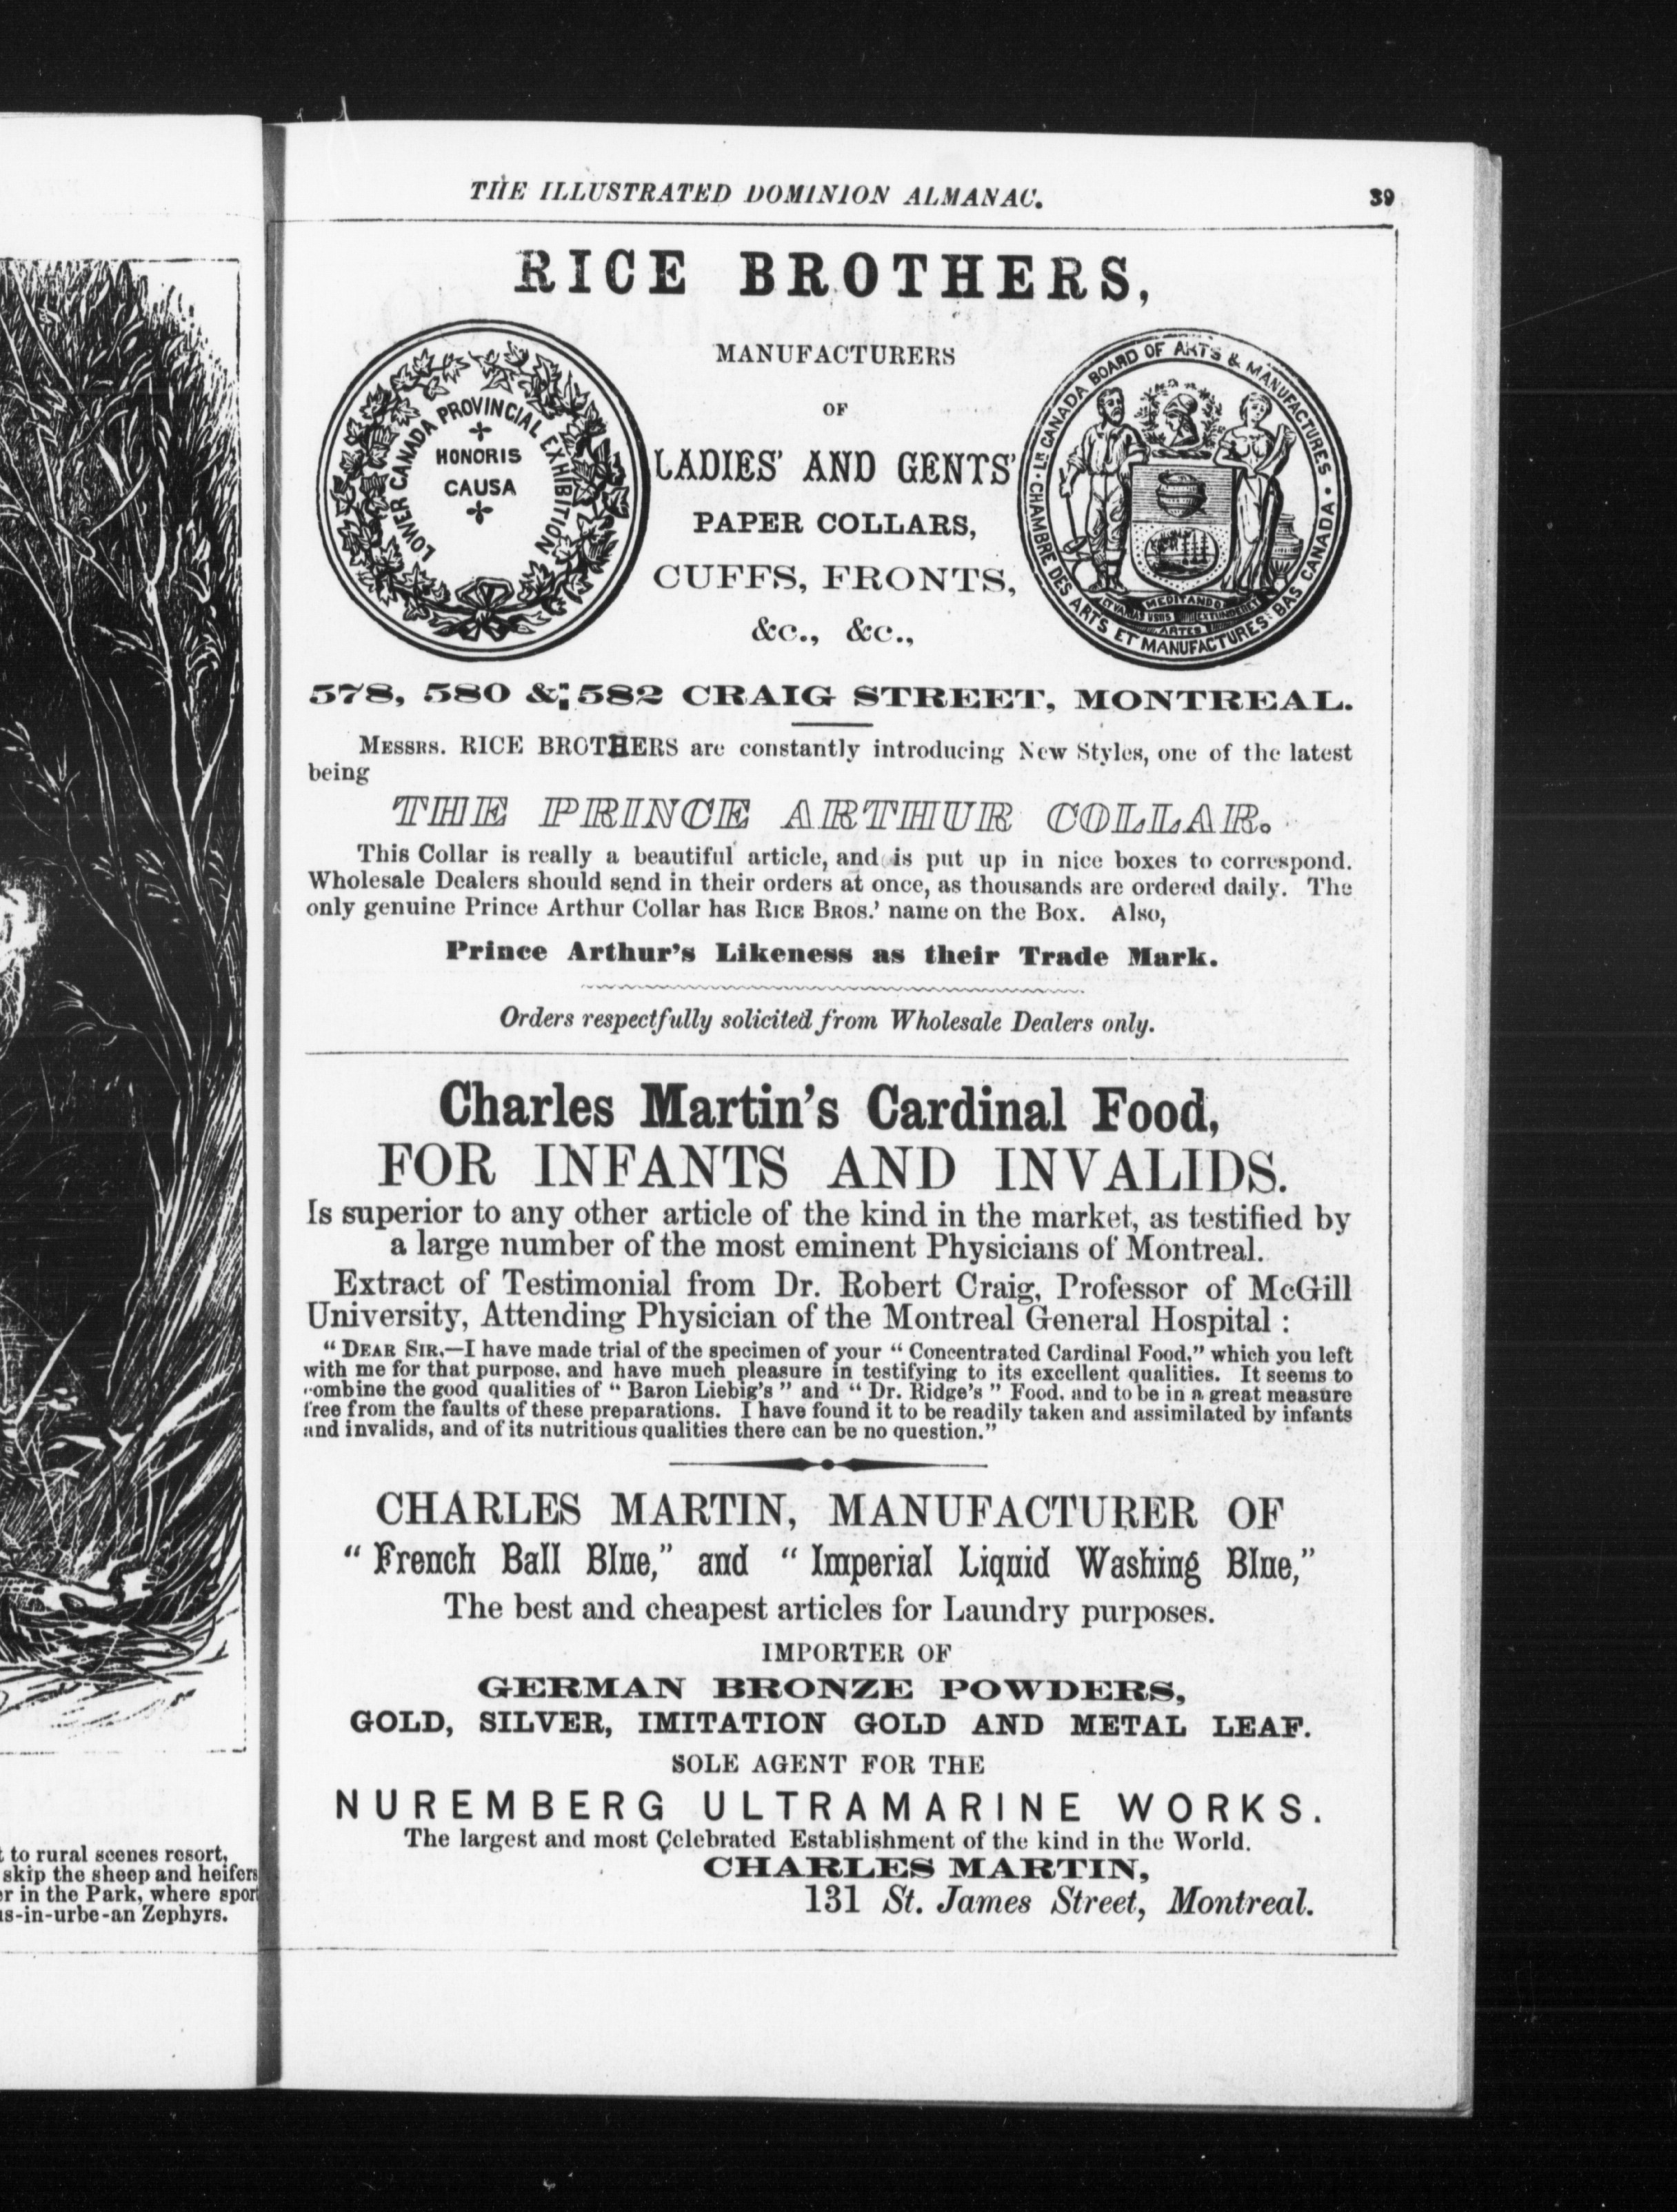 THE ILLUSTRATED DOMINION ALMANAC. 39
RICE BROTHERS,
LOWER CANADA PROVINCIAL EXHIBITION
HONORIS
CAUSA
MANUFACTURERS
OF
LADIES' AND GENTS'
PAPER COLLARS,
CUFFS, FRONTS,
&c., &c.,
LR CANADA BOARD OF ARTS & MANUFACTURES
CHAMBRE DES ARTS ET MANUFACTURES: BAS CANADA
MEDITANDO
ARTES
578, 580 & 582 CRAIG STREET, MONTREAL.
MESSRS. RICE BROTHERS are constantly introducing New Styles, one of the latest
being
THE PRINCE ARTHUR COLLAR.
This Collar is really a beautiful article, and is put up in nice boxes to correspond.
Wholesale Dealers should send in their orders at once, as thousands are ordered daily. The
only genuine Prince Arthur Collar has RICE BROS.' name on the Box. Also,
Prince Arthur's Likeness as their Trade Mark.
Orders respectfully solicited from Wholesale Dealers only.
Charles Martin's Cardinal Food,
FOR INFANTS AND INVALIDS.
Is superior to any other article of the kind in the market, as testified by
a large number of the most eminent Physicians of Montreal.
Extract of Testimonial from Dr. Robert Craig, Professor of McGill
University, Attending Physician of the Montreal General Hospital :
" DEAR SIR,—I have made trial of the specimen of your " Concentrated Cardinal Food," which you left
with me for that purpose, and have much pleasure in testifying to its excellent qualities. It seems to
combine the good qualities of " Baron Liebig's " and " Dr. Ridge's " Food, and to be in a great measure
free from the faults of these preparations. I have found it to be readily taken and assimilated by infants
and invalids, and of its nutritious qualities there can be no question."
CHARLES MARTIN, MANUFACTURER OF
" French Ball Blue," and " Imperial Liquid Washing Blue,"
The best and cheapest articles for Laundry purposes.
IMPORTER OF
GERMAN BRONZE POWDERS,
GOLD, SILVER, IMITATION GOLD AND METAL LEAF.
SOLE AGENT FOR THE
NUREMBERG ULTRAMARINE WORKS.
The largest and most Celebrated Establishment of the kind in the World.
CHARLES MARTIN,
131 St. James Street, Montreal.
to rural scenes resort,
skip the sheep and heifers
in the Park, where sport
-in-urbe-an Zephyrs.